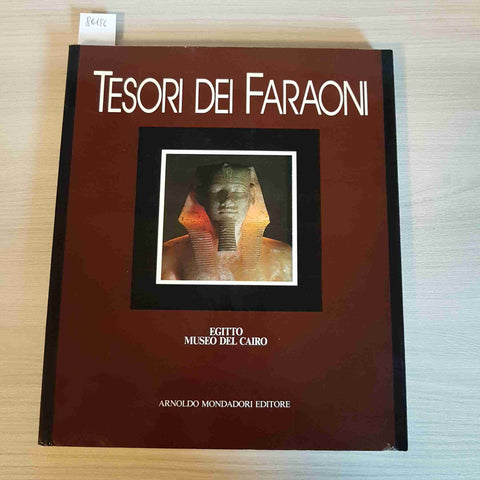 TESORI DEI FARAONI
EGITTO
MUSEO DEL CAIRO
ARNOLDO MONDADORI EDITORE